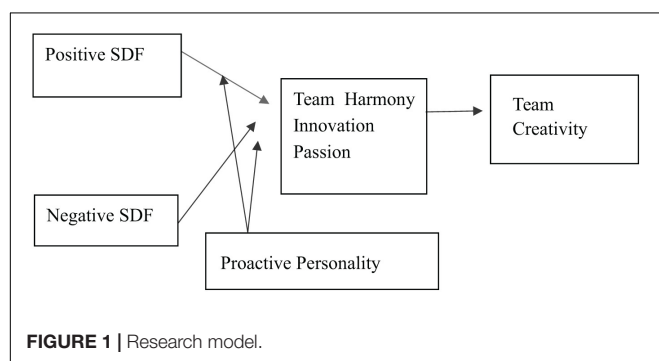 Positive SDF
Team Harmony
Innovation
Passion
Team
Creativity
Negative SDF
Proactive Personality
FIGURE 1 | Research model.